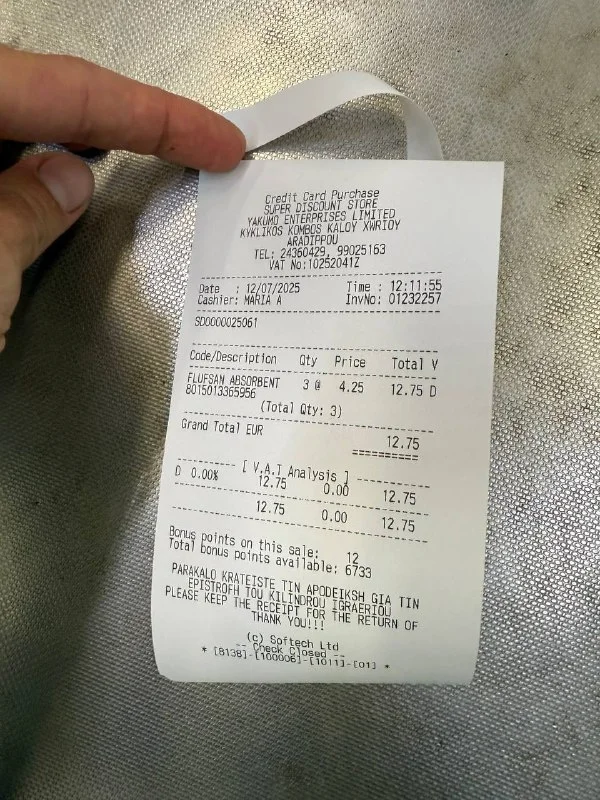 Credit Card Purchase
SUPER DISCOUNT STORE
YAKUMO ENTERPRISES LIMITED
KYKLIKOS KOMBOS KALOY XWRIOY
ARADIPPOU
TEL: 24360429, 99025163
VAT No:10252041Z
Date : 12/07/2025 Time : 12:11:55
Cashier: MARIA A InvNo: 01232257
SD0000025061
Code/Description Qty Price Total V
FLUFSAN ABSORBENT 3 @ 4.25 12.75 D
8015013365956
(Total Qty: 3)
Grand Total EUR 12.75
==========
[ V.A.T Analysis ]
D 0.00% 12.75 0.00 12.75
12.75 0.00 12.75
Bonus points on this sale: 12
Total bonus points available: 6733
PARAKALO KRATEISTE TIN APODEIKSH GIA TIN
EPISTROFH TOU KILINDROU IGRAERIOU
PLEASE KEEP THE RECEIPT FOR THE RETURN OF
THANK YOU!!!
(c) Softech Ltd
-- Check Closed --
* [8138]-[100006]-[1011]-[01] *